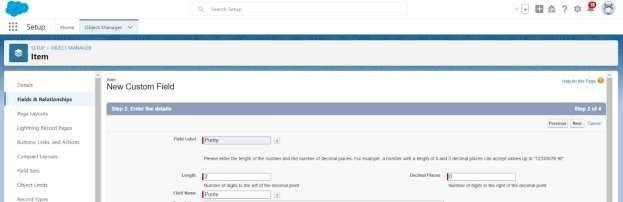 Search Setup
Setup Home Object Manager
SETUP > OBJECT MANAGER
Item
Details
Fields & Relationships
Page Layouts
Lightning Record Pages
Buttons, Links, and Actions
Compact Layouts
Field Sets
Object Limits
Record Types
Item
New Custom Field
Help for this Page
Step 2. Enter the details
Step 2 of 4
Previous Next Cancel
Field Label Purity
Please enter the length of the number and the number of decimal places. For example, a number with a length of 8 and 2 decimal places can accept values up to "12345678.90".
Length 2
Decimal Places 0
Number of digits to the left of the decimal point
Number of digits to the right of the decimal point
Field Name Purity